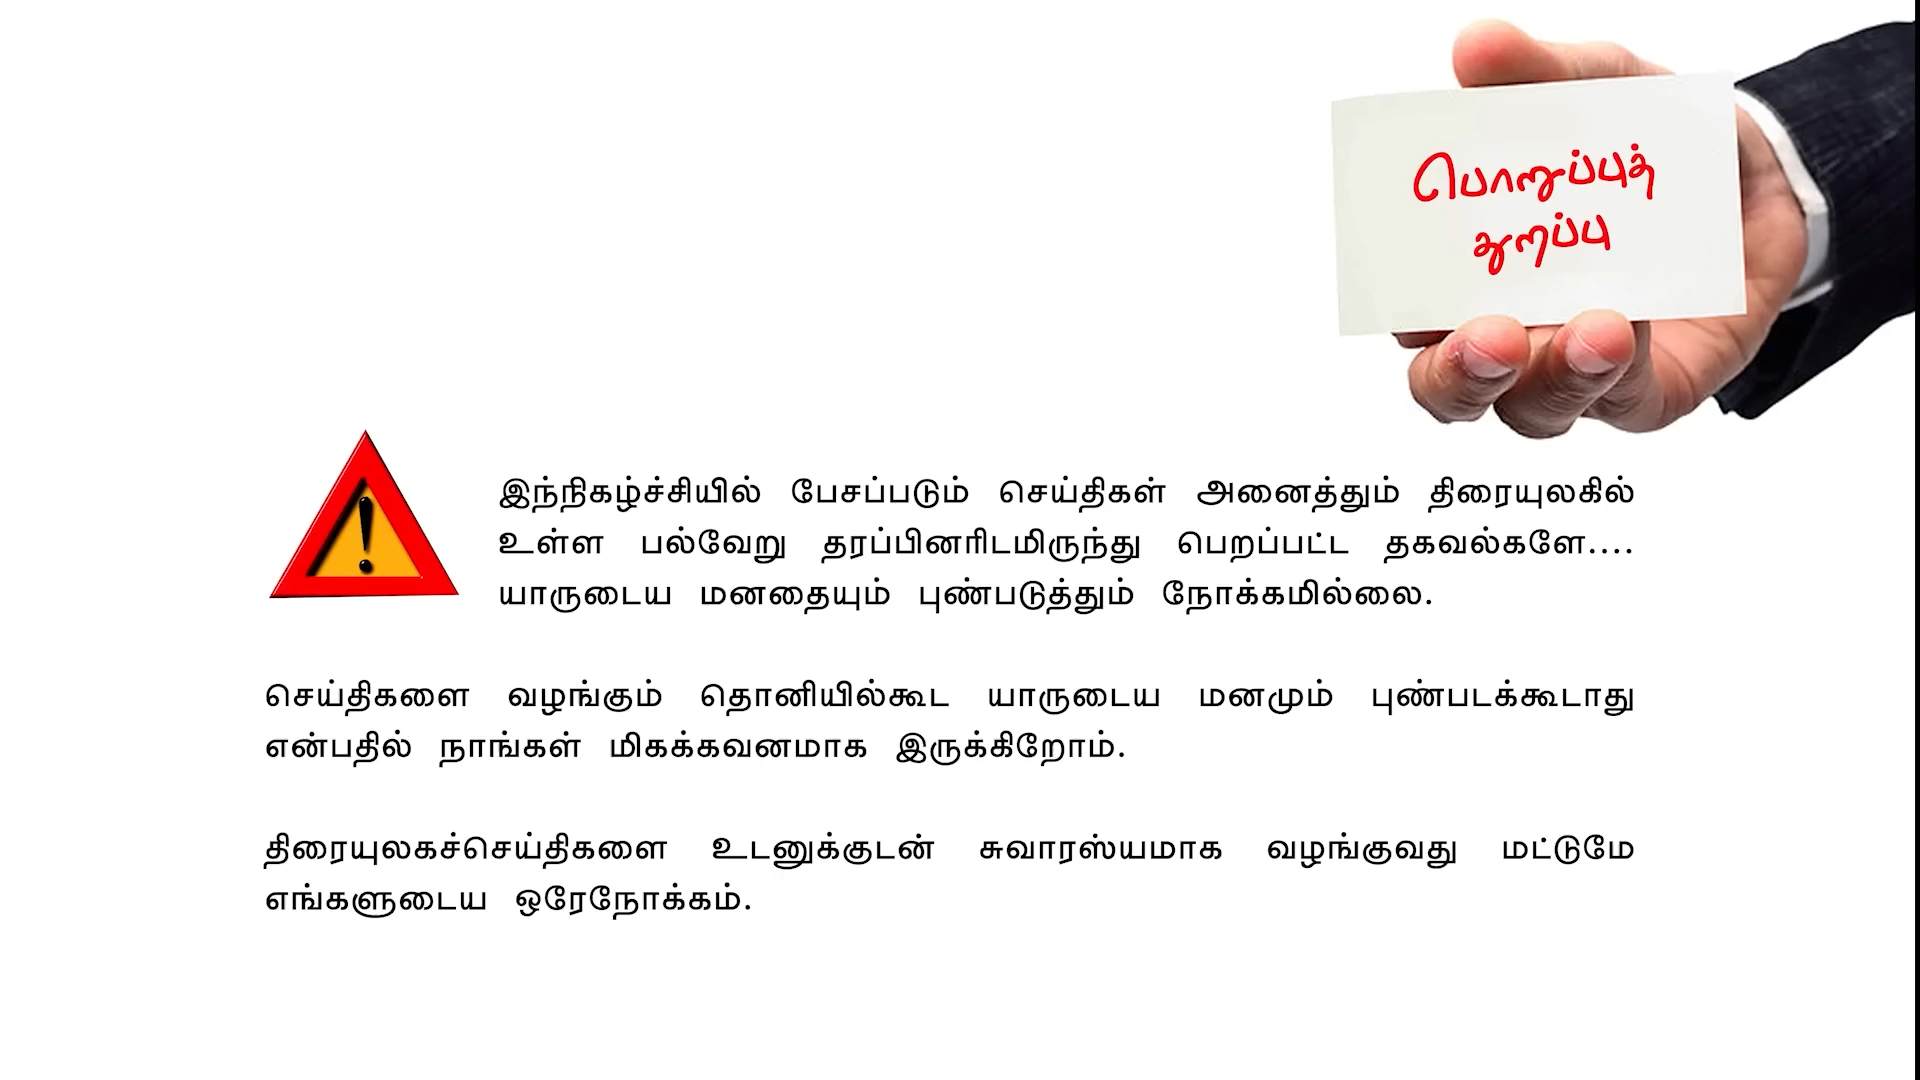 பொறுப்புத்
துறப்பு
இந்நிகழ்ச்சியில் பேசப்படும் செய்திகள் அனைத்தும் திரையுலகில்
உள்ள பல்வேறு தரப்பினரிடமிருந்து பெறப்பட்ட தகவல்களே....
யாருடைய மனதையும் புண்படுத்தும் நோக்கமில்லை.
செய்திகளை வழங்கும் தொனியில்கூட யாருடைய மனமும் புண்படக்கூடாது
என்பதில் நாங்கள் மிகக்கவனமாக இருக்கிறோம்.
திரையுலகச்செய்திகளை உடனுக்குடன் சுவாரஸ்யமாக வழங்குவது மட்டுமே
எங்களுடைய ஒரேநோக்கம்.